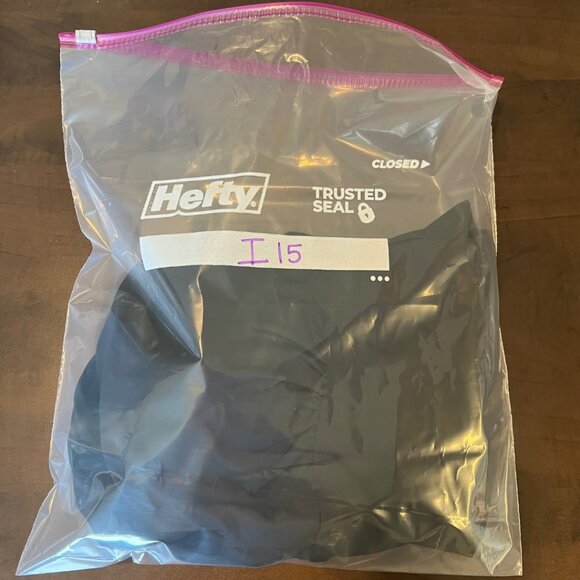 CLOSED
Hefty
TRUSTED
SEAL
I 15